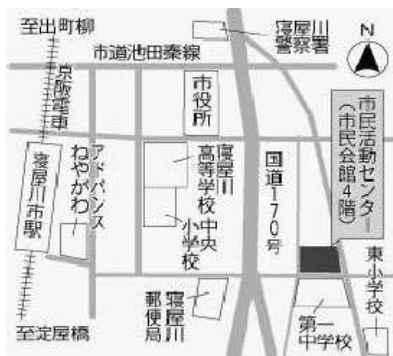 至出町柳
市道池田秦線
寝屋川
警察署
N
京阪電車
市役所
市民活動センター
(市民会館4階)
アドバンス
ねやがわ
寝屋川
高等学校
中央
小学校
国道170号
寝屋川市駅
東小学校
寝屋川
郵便局
第一
中学校
至淀屋橋